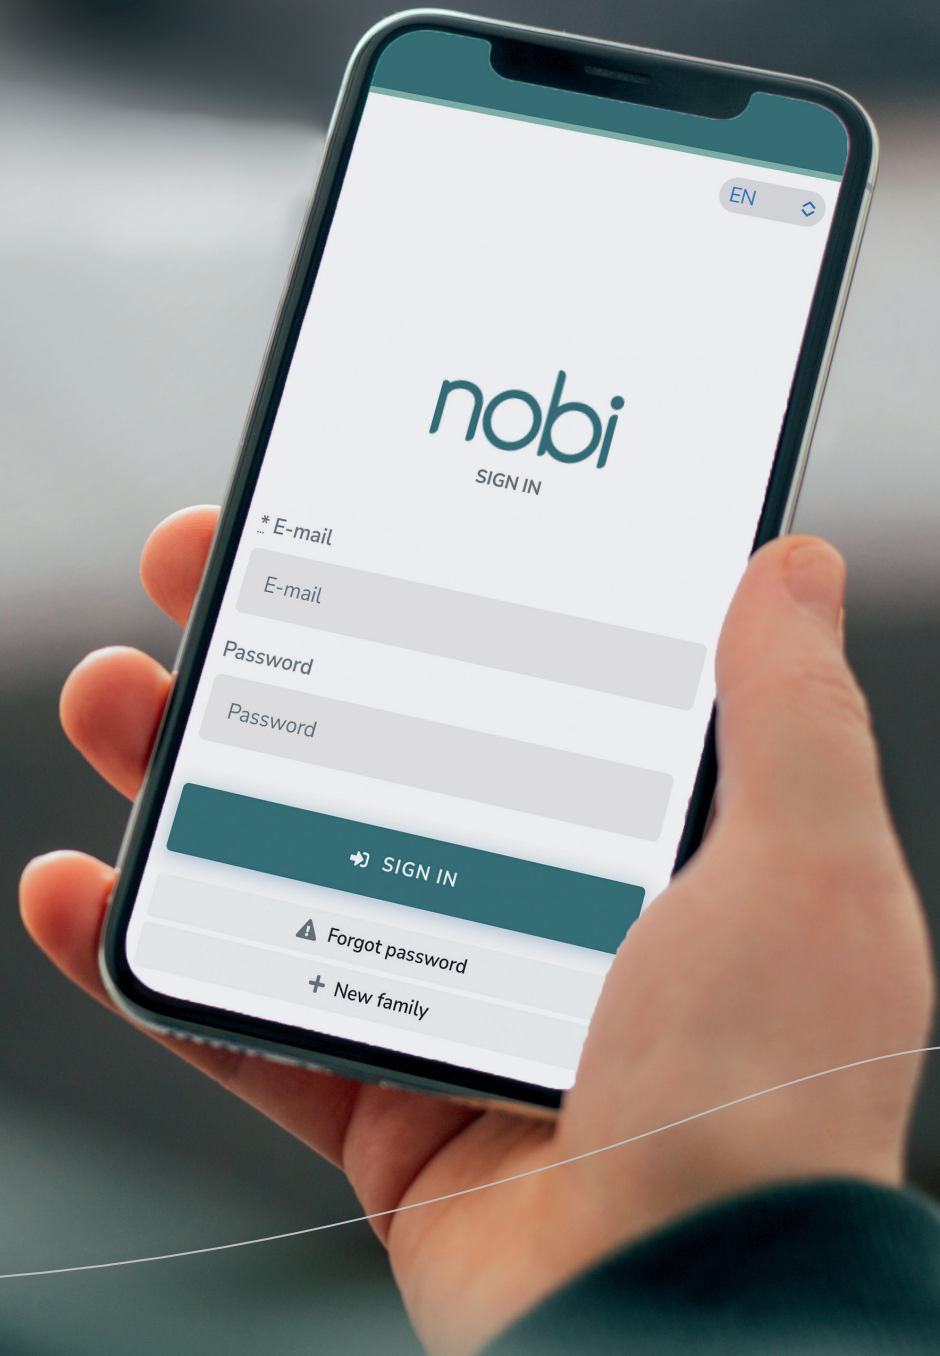 EN
nobi
SIGN IN
* E-mail
E-mail
Password
Password
SIGN IN
Forgot password
New family